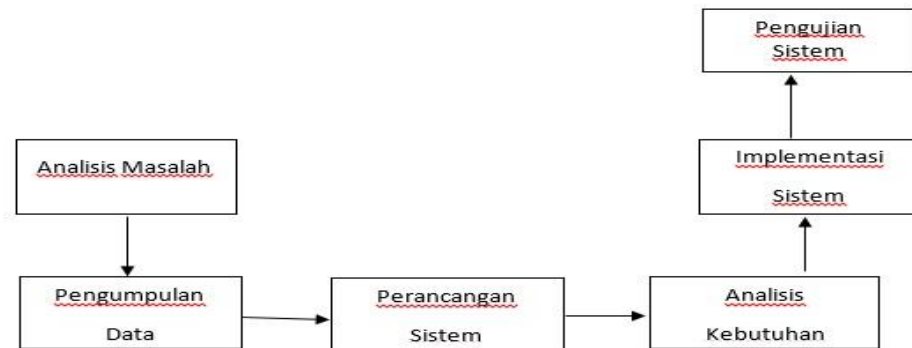 Pengujian
Sistem
Analisis Masalah
Implementasi
Sistem
Pengumpulan
Data
Perancangan
Sistem
Analisis
Kebutuhan